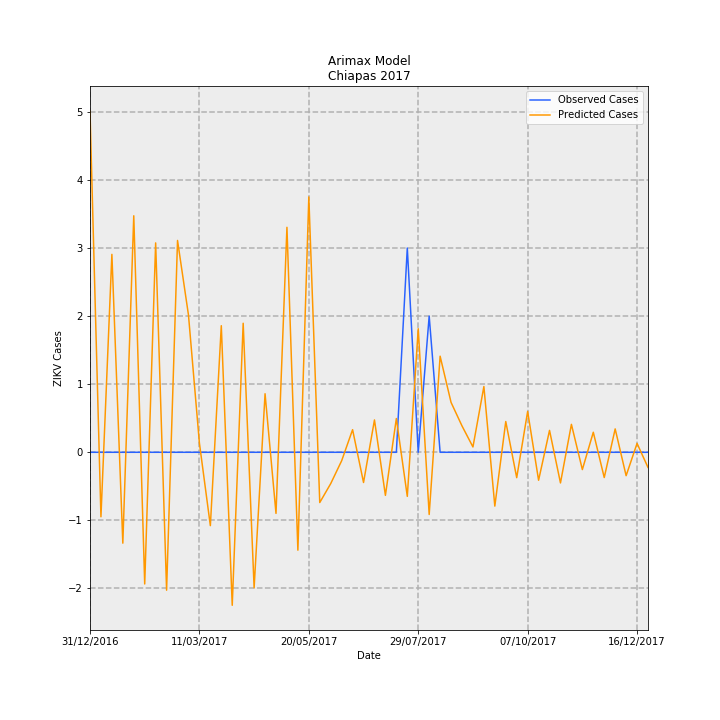 Arimax Model
Chiapas 2017
Observed Cases
Predicted Cases
ZIKV Cases
5
4
3
2
1
0
−1
−2
31/12/2016 11/03/2017 20/05/2017 29/07/2017 07/10/2017 16/12/2017
Date